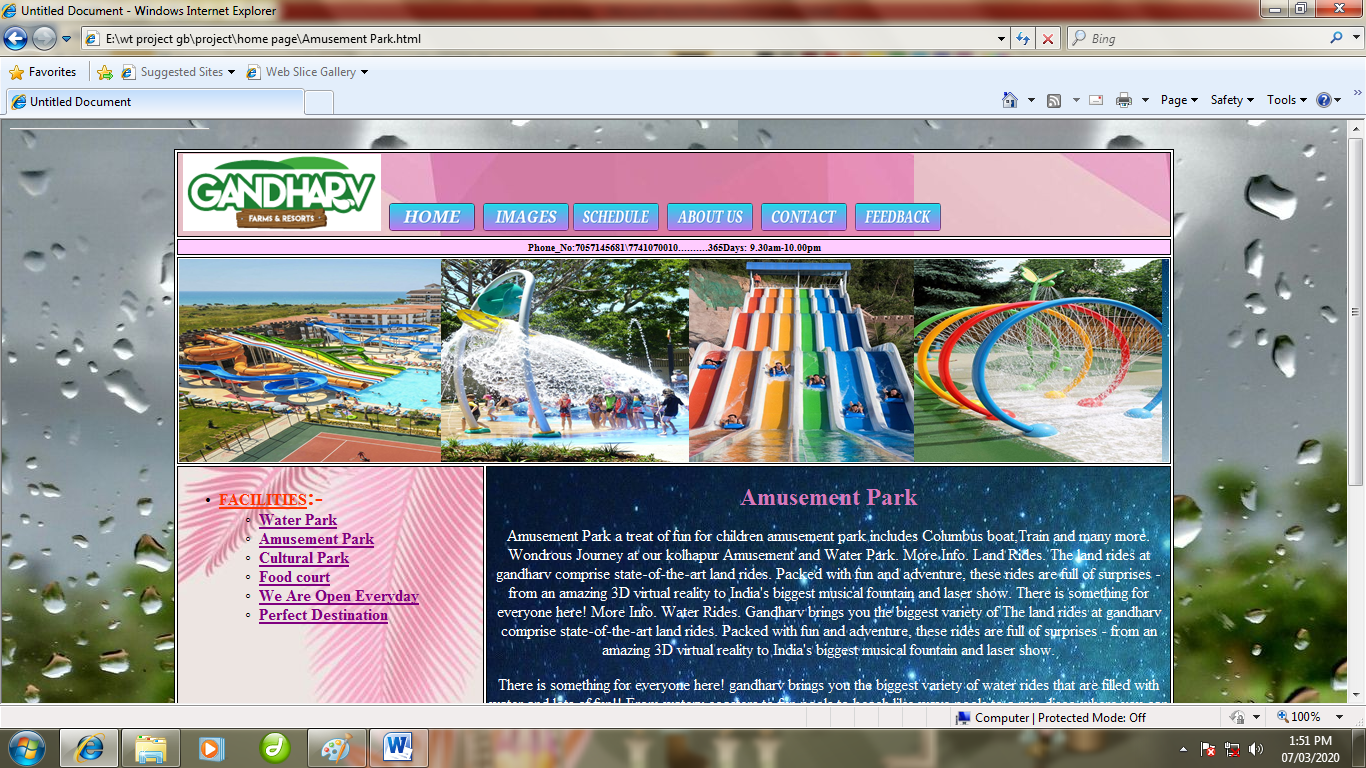 Untitled Document - Windows Internet Explorer
E:\wt project gb\project\home page\Amusement Park.html
Bing
Favorites
Suggested Sites
Web Slice Gallery
Untitled Document
Page
Safety
Tools
GANDHARV
FARMS & RESORTS
HOME
IMAGES
SCHEDULE
ABOUT US
CONTACT
FEEDBACK
Phone_No:7057145681\7741070010..........365Days: 9.30am-10.00pm
• FACILITIES:-
Water Park
Amusement Park
Cultural Park
Food court
We Are Open Everyday
Perfect Destination
Amusement Park
Amusement Park a treat of fun for children amusement park includes Columbus boat,Train and many more.
Wondrous Journey at our kolhapur Amusement and Water Park. More Info. Land Rides. The land rides at
gandharv comprise state-of-the-art land rides. Packed with fun and adventure, these rides are full of surprises -
from an amazing 3D virtual reality to India's biggest musical fountain and laser show. There is something for
everyone here! More Info. Water Rides. Gandharv brings you the biggest variety of The land rides at gandharv
comprise state-of-the-art land rides. Packed with fun and adventure, these rides are full of surprises - from an
amazing 3D virtual reality to India's biggest musical fountain and laser show.
There is something for everyone here! gandharv brings you the biggest variety of water rides that are filled with
Computer | Protected Mode: Off
100%
1:51 PM
07/03/2020